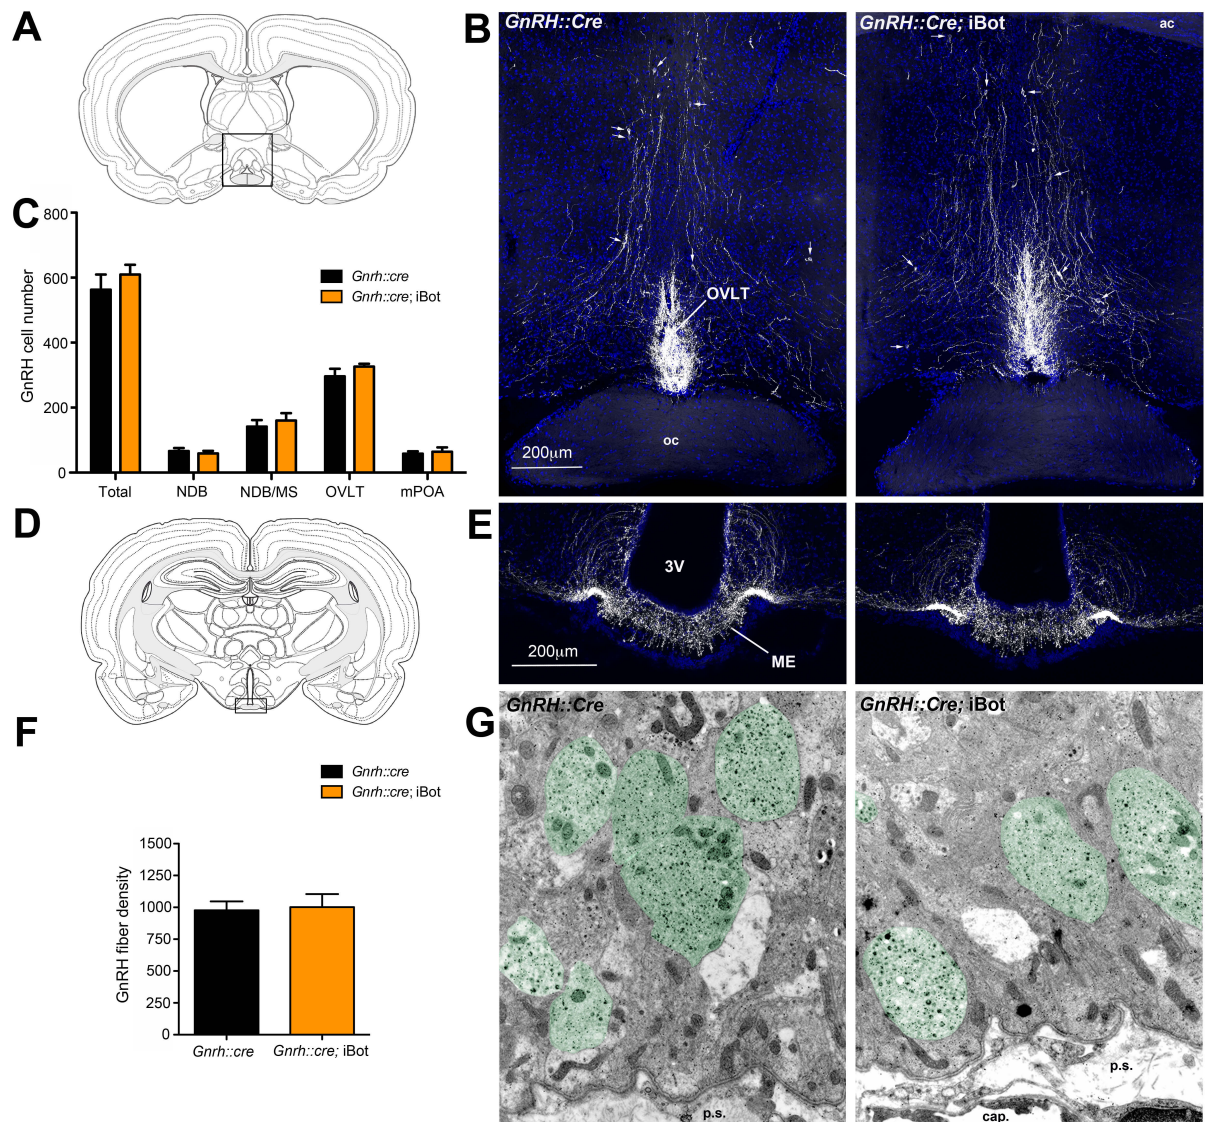 A
B
GnRH::Cre
OVLT
oc
200μm
GnRH::Cre; iBot
ac
C
GnRH cell number
800
600
400
200
0
Gnrh::cre
Gnrh::cre; iBot
Total
NDB
NDB/MS
OVLT
mPOA
D
E
3V
ME
200μm
F
Gnrh::cre
Gnrh::cre; iBot
GnRH fiber density
1500
1250
1000
750
500
250
0
Gnrh::cre
Gnrh::cre; iBot
G
GnRH::Cre
p.s.
GnRH::Cre; iBot
p.s.
cap.